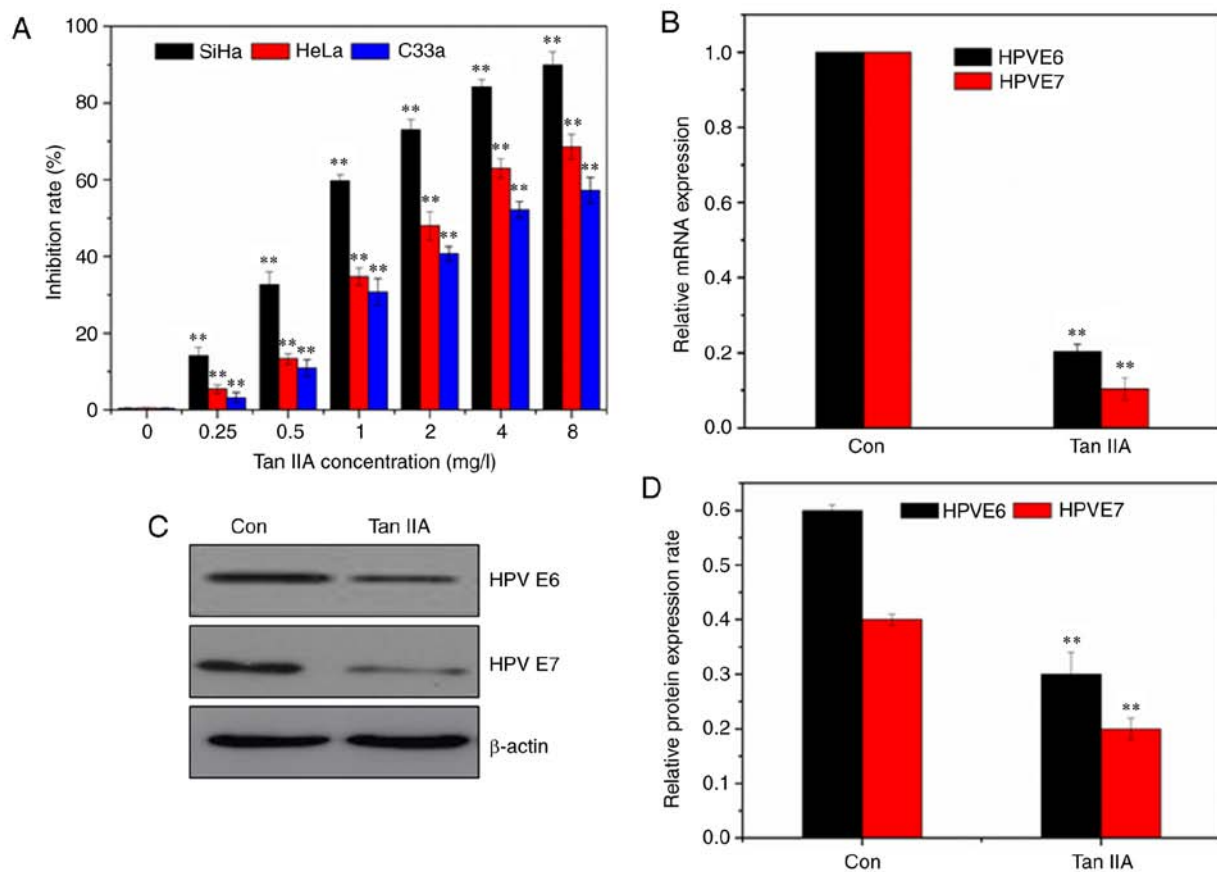 A
SiHa HeLa C33a
100
80
60
40
20
0
Inhibition rate (%)
** ** ** ** ** ** ** ** ** ** ** ** ** ** ** ** ** **
0 0.25 0.5 1 2 4 8
Tan IIA concentration (mg/l)
B
HPVE6
HPVE7
1.0
0.8
0.6
0.4
0.2
0.0
Relative mRNA expression
** **
Con Tan IIA
C
Con Tan IIA
HPV E6
HPV E7
β-actin
D
HPVE6 HPVE7
0.6
0.5
0.4
0.3
0.2
0.1
0.0
Relative protein expression rate
** **
Con Tan IIA